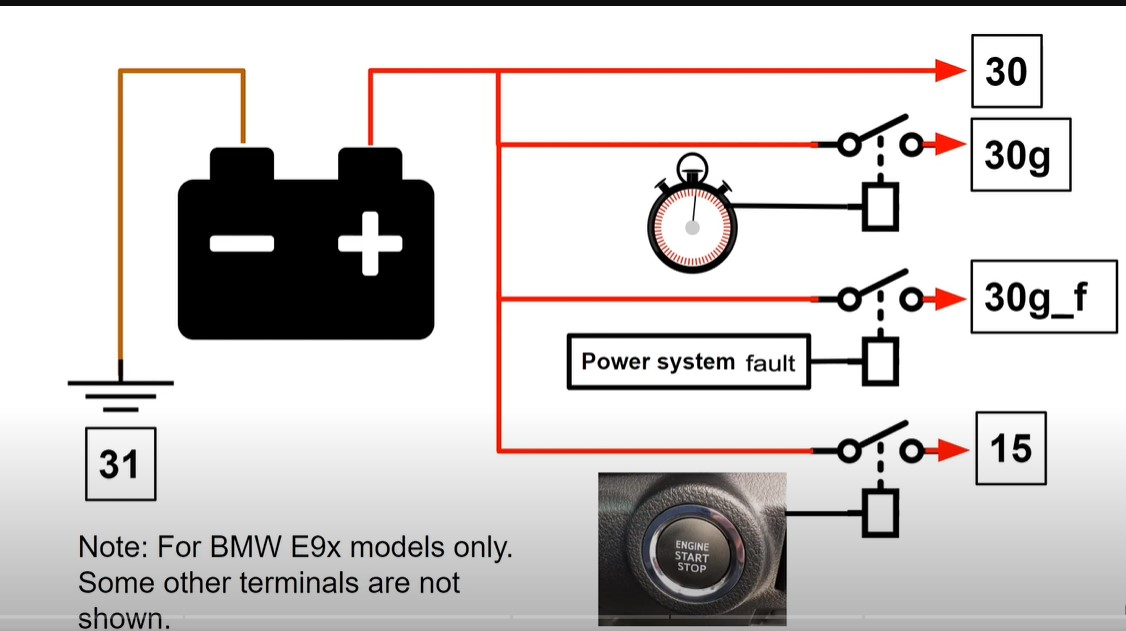 30
30g
30g_f
Power system fault
15
31
ENGINE
START
STOP
Note: For BMW E9x models only.
Some other terminals are not
shown.